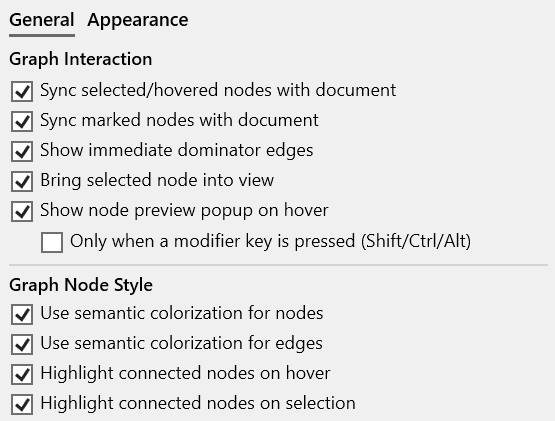 General Appearance
Graph Interaction
Sync selected/hovered nodes with document
Sync marked nodes with document
Show immediate dominator edges
Bring selected node into view
Show node preview popup on hover
Only when a modifier key is pressed (Shift/Ctrl/Alt)
Graph Node Style
Use semantic colorization for nodes
Use semantic colorization for edges
Highlight connected nodes on hover
Highlight connected nodes on selection